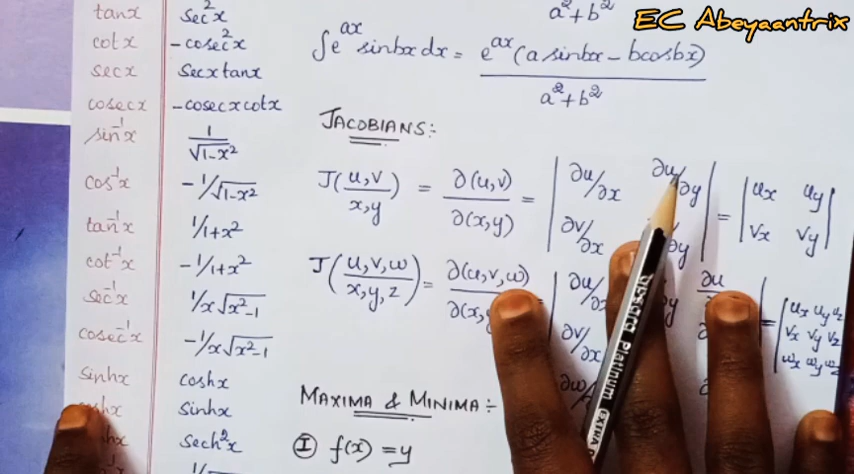 EC Abeyaantrix
a²+b²
tanx sec²x
cotx -cosec²x
secx secxtanx
cosecx -cosecxcotx
sin⁻¹x 1/√1-x²
cos⁻¹x -1/√1-x²
tan⁻¹x 1/1+x²
cot⁻¹x -1/1+x²
sec⁻¹x 1/x√x²-1
cosec⁻¹x -1/x√x²-1
sinhx coshx
coshx sinhx
hx sech²x
∫e^ax sinbx dx = e^ax (a sinbx - bcosbx)
a²+b²
JACOBIANS:-
J(u,v/x,y) = ∂(u,v)/∂(x,y) = | ∂u/∂x ∂u/∂y | = | ux uy |
| ∂v/∂x /∂y | | vx vy |
J(u,v,w/x,y,z) = ∂(u,v,w)/∂(x,y = | ∂u/∂x ∂y ∂u | = | ux uy uz |
| ∂v/∂x | | vx vy vz |
| ∂w/ | | wx wy wz |
MAXIMA & MINIMA:-
I f(x) = y